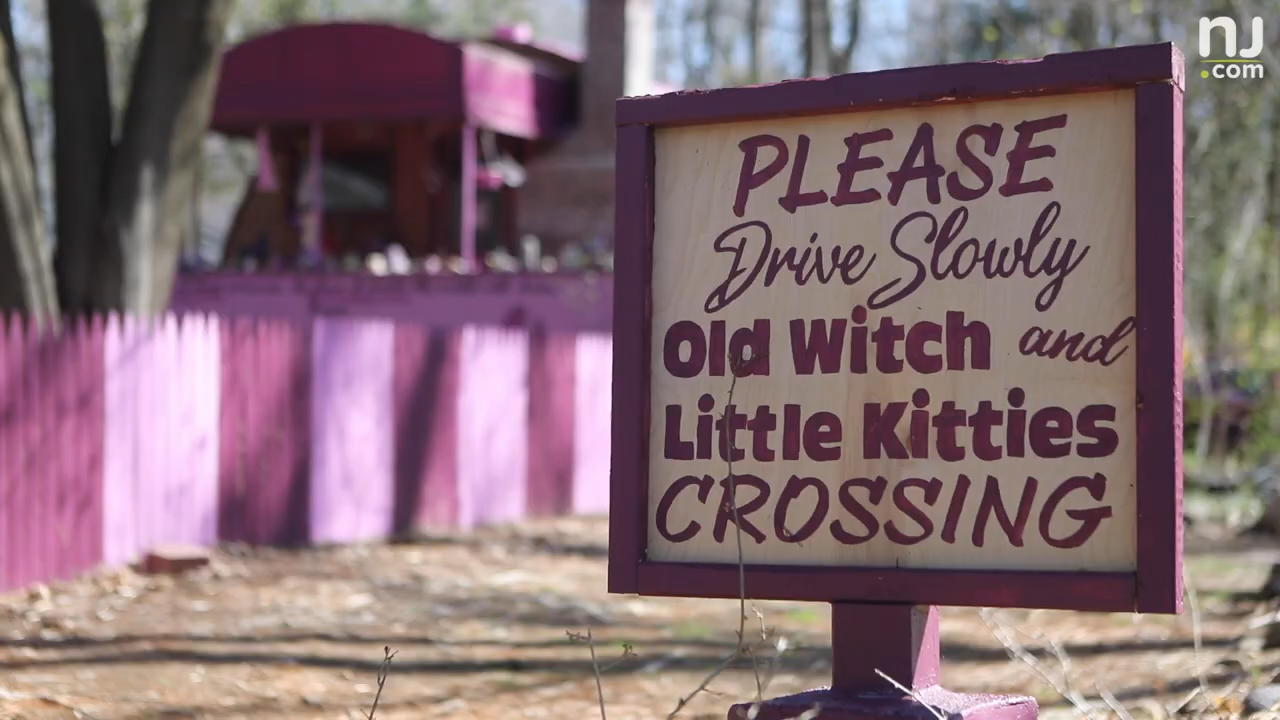 nj
.com
PLEASE
Drive Slowly
Old Witch and
Little Kitties
CROSSING